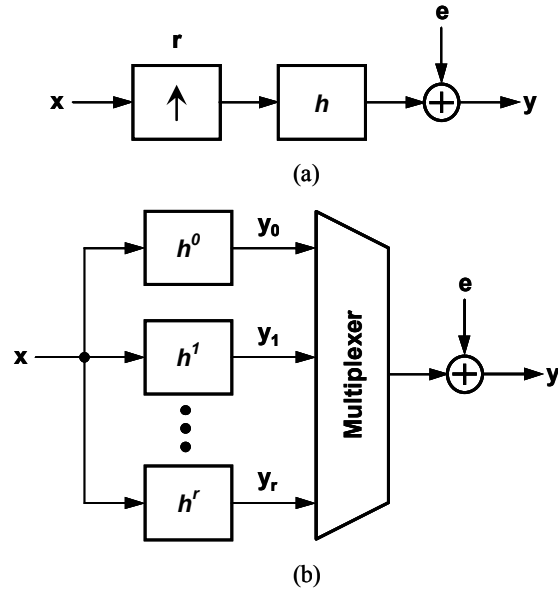 r
e
x
↑
h
+
y
(a)
h⁰
y₀
e
x
h¹
y₁
Multiplexer
+
y
hʳ
yᵣ
(b)